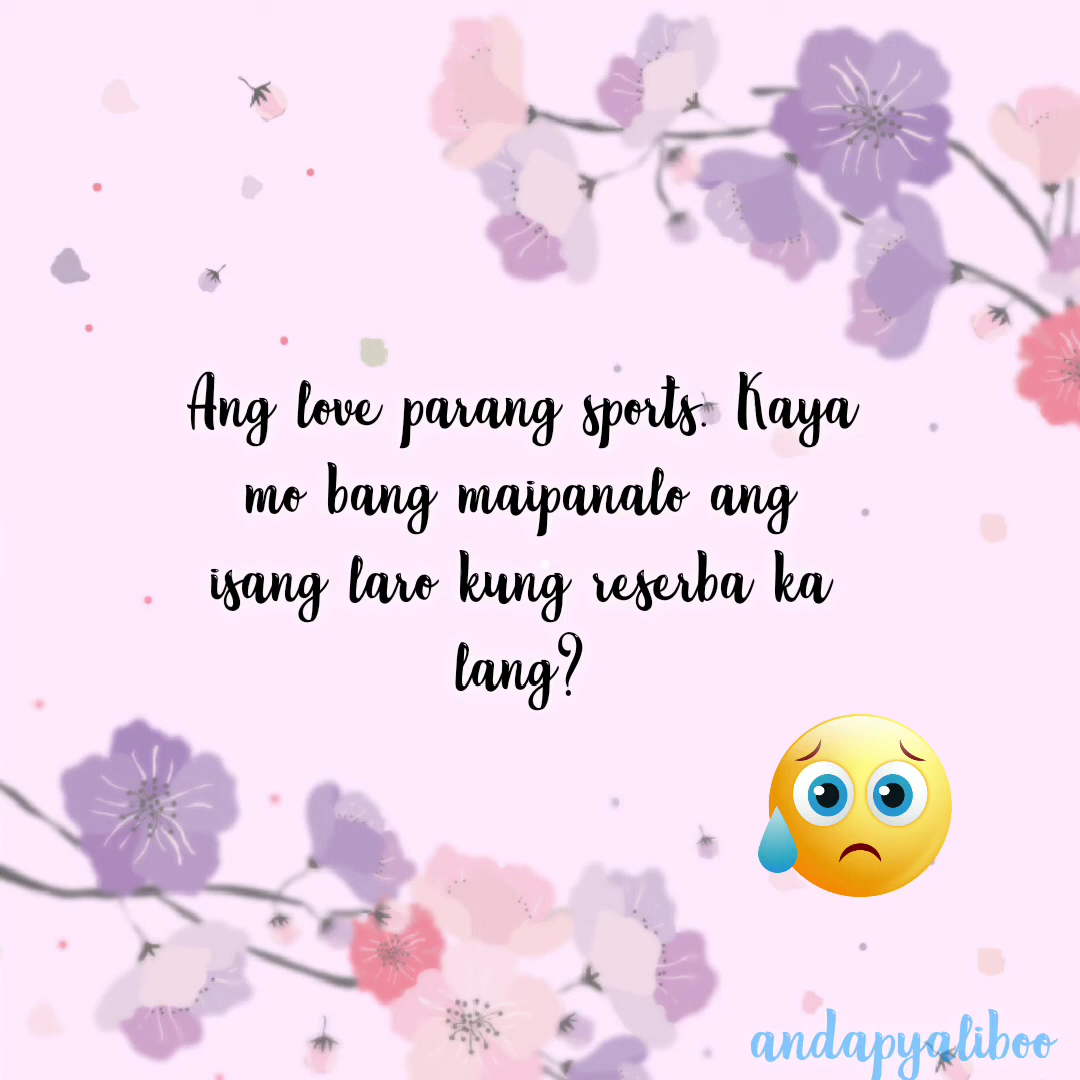 Ang love parang sports. Kaya
mo bang maipanalo ang
isang laro kung reserba ka
lang?
andapyaliboo